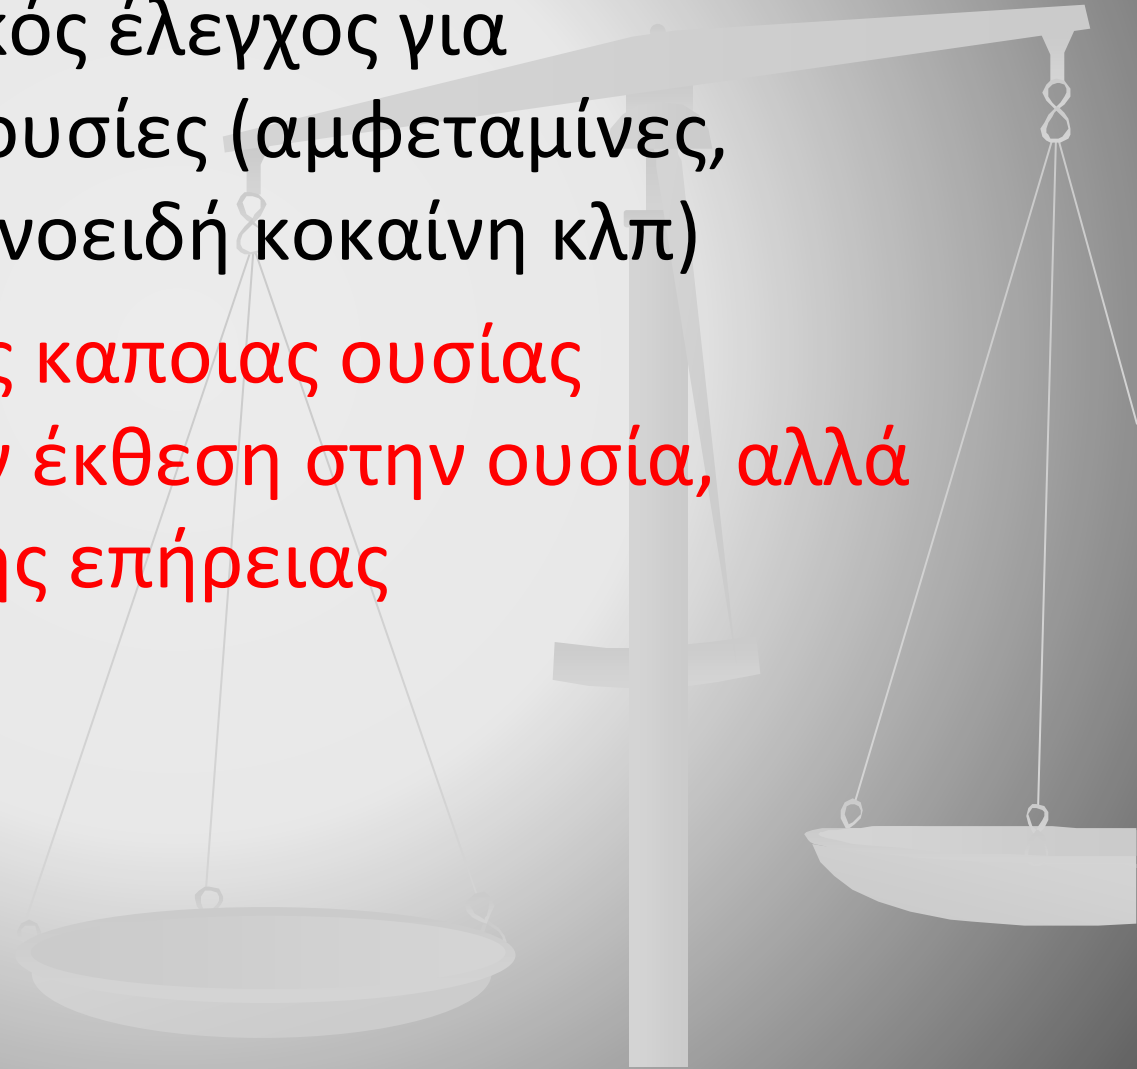 κός έλεγχος για
ουσίες (αμφεταμίνες,
νοειδή κοκαίνη κλπ)
ς καποιας ουσίας
ν έκθεση στην ουσία, αλλά
ης επήρειας